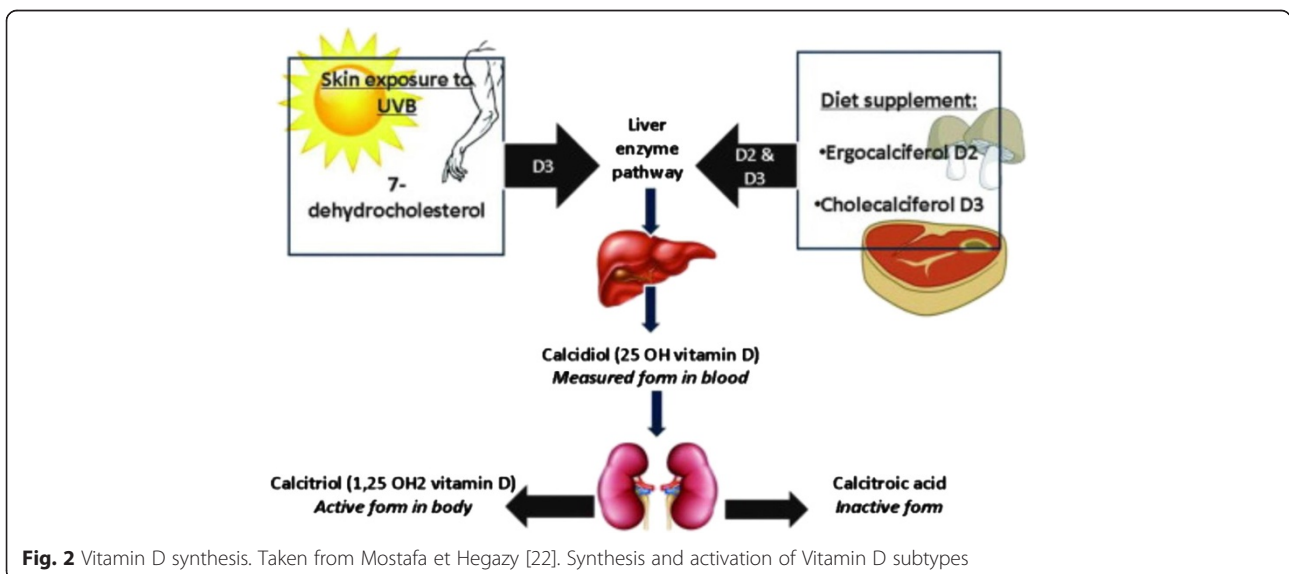 Skin exposure to
UVB
7-
dehydrocholesterol
D3
Liver
enzyme
pathway
D2 &
D3
Diet supplement:
•Ergocalciferol D2
•Cholecalciferol D3
Calcidiol (25 OH vitamin D)
Measured form in blood
Calcitriol (1,25 OH2 vitamin D)
Active form in body
Calcitroic acid
Inactive form
Fig. 2 Vitamin D synthesis. Taken from Mostafa et Hegazy [22]. Synthesis and activation of Vitamin D subtypes